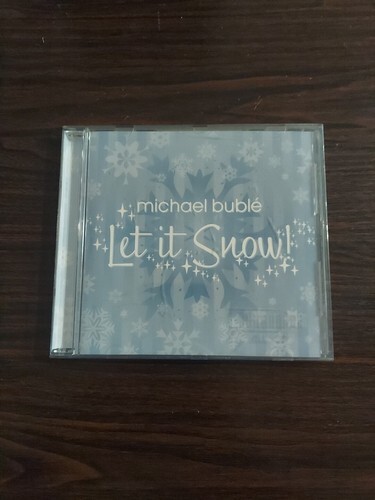 michael bublé
Let it Snow!